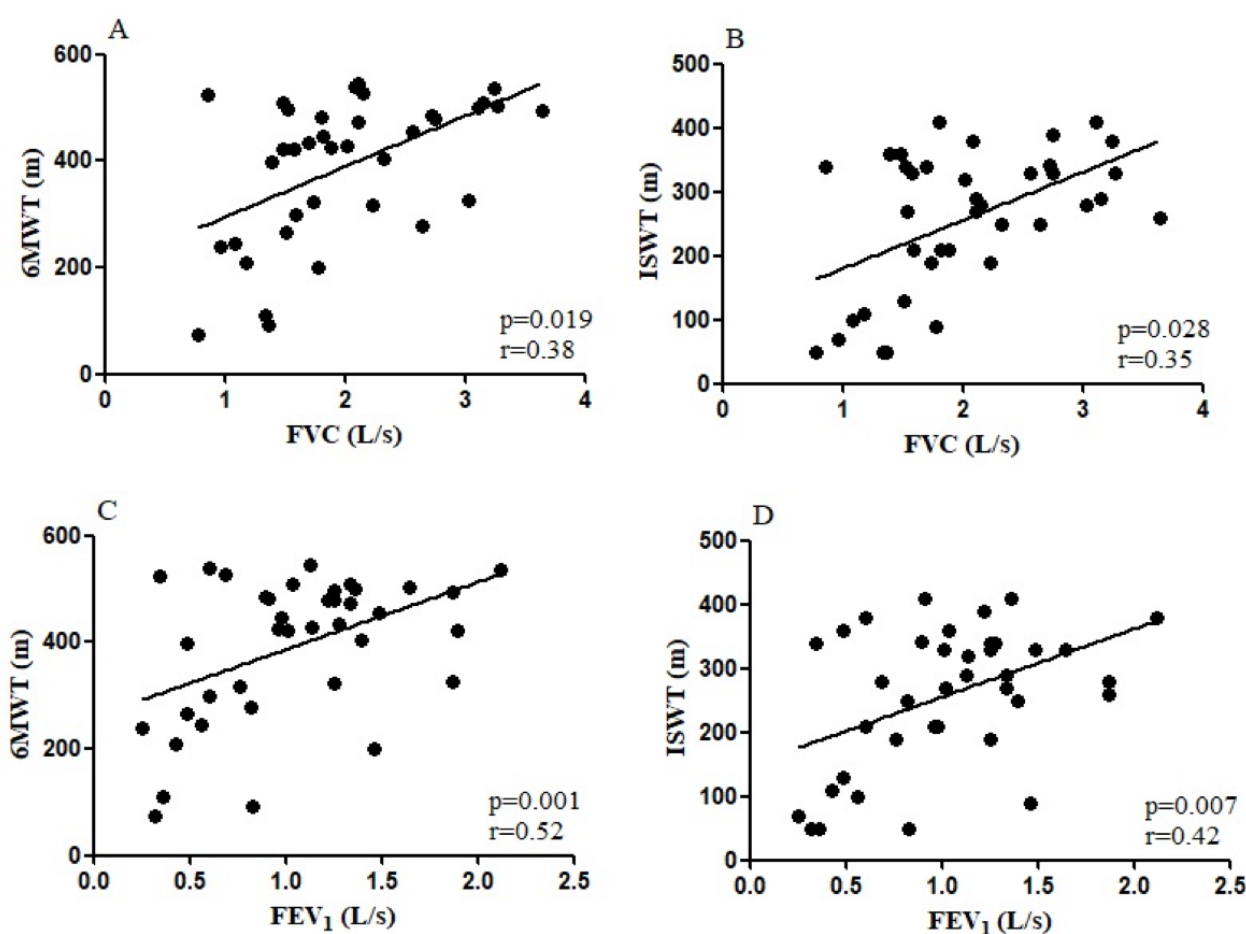 A
6MWT (m)
600
400
200
0
0 1 2 3 4
FVC (L/s)
p=0.019
r=0.38
B
ISWT (m)
500
400
300
200
100
0
0 1 2 3 4
FVC (L/s)
p=0.028
r=0.35
C
6MWT (m)
600
400
200
0
0.0 0.5 1.0 1.5 2.0 2.5
FEV₁ (L/s)
p=0.001
r=0.52
D
ISWT (m)
500
400
300
200
100
0
0.0 0.5 1.0 1.5 2.0 2.5
FEV₁ (L/s)
p=0.007
r=0.42